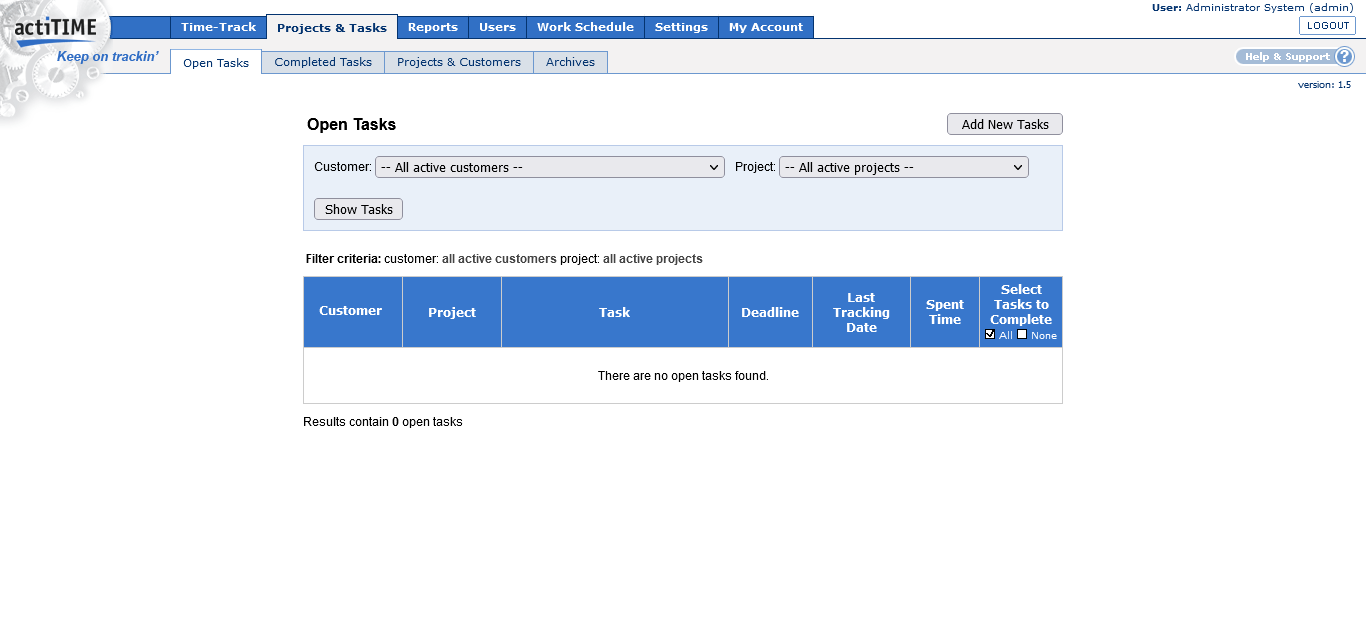 User: Administrator System (admin)
actiTIME
Time-Track Projects & Tasks Reports Users Work Schedule Settings My Account
LOGOUT
Keep on trackin'
Open Tasks Completed Tasks Projects & Customers Archives
Help & Support ?
version: 1.5
Open Tasks
Add New Tasks
Customer: -- All active customers -- Project: -- All active projects --
Show Tasks
Filter criteria: customer: all active customers project: all active projects
Customer Project Task Deadline Last Tracking Date Spent Time Select Tasks to Complete
All None
There are no open tasks found.
Results contain 0 open tasks